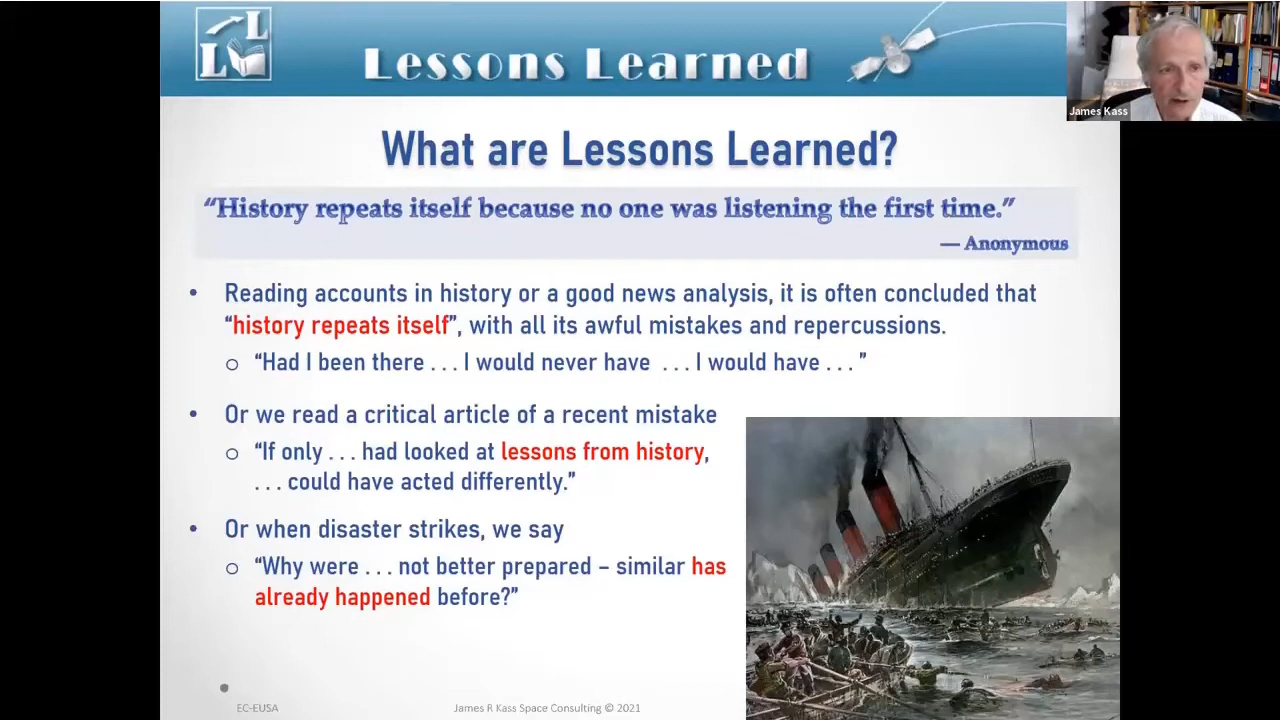 L
L
Lessons Learned
James Kass
What are Lessons Learned?
“History repeats itself because no one was listening the first time.”
— Anonymous
• Reading accounts in history or a good news analysis, it is often concluded that
“history repeats itself”, with all its awful mistakes and repercussions.
o “Had I been there . . . I would never have . . . I would have . . . ”
• Or we read a critical article of a recent mistake
o “If only . . . had looked at lessons from history,
. . . could have acted differently.”
• Or when disaster strikes, we say
o “Why were . . . not better prepared – similar has
already happened before?”
EC-EUSA
James R Kass Space Consulting © 2021